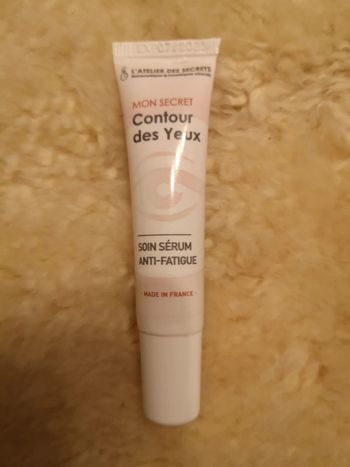 L'ATELIER DES SECRETS
MON SECRET
Contour
des Yeux
SOIN SÉRUM
ANTI-FATIGUE
- MADE IN FRANCE -